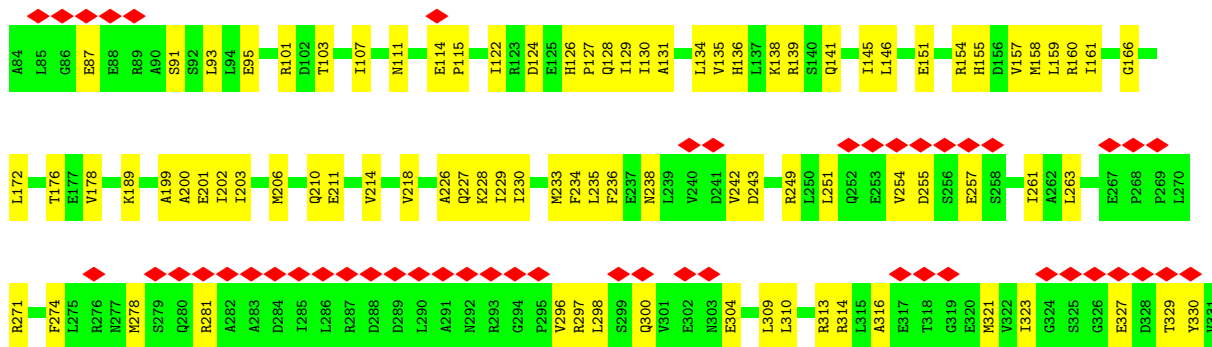 A84 L85 G86 E87 E88 R89 A90 S91 S92 L93 L94 E95 R101 D102 T103 I107 N111 E114 P115 I122 R123 D124 E125 H126 P127 Q128 I129 I130 A131 L134 V135 H136 L137 K138 R139 S140 Q141 I145 L146 E151 R154 H155 D156 V157 M158 L159 R160 I161 G166
L172 T176 E177 V178 K189 A199 A200 E201 I202 I203 M206 Q210 E211 V214 V218 A226 Q227 K228 I229 I230 M233 F234 L235 F236 E237 N238 L239 V240 D241 V242 D243 R249 L250 L251 Q252 E253 V254 D255 S256 E257 S258 I261 A262 L263 E267 P268 P269 L270
R271 F274 L275 R276 N277 M278 S279 Q280 R281 A282 A283 D284 I285 L286 R287 D288 D289 L290 A291 N292 R293 G294 P295 V296 R297 L298 S299 Q300 V301 E302 N303 E304 L309 L310 R313 R314 L315 A316 E317 T318 G319 E320 M321 V322 I323 G324 S325 G326 E327 D328 T329 Y330 V331